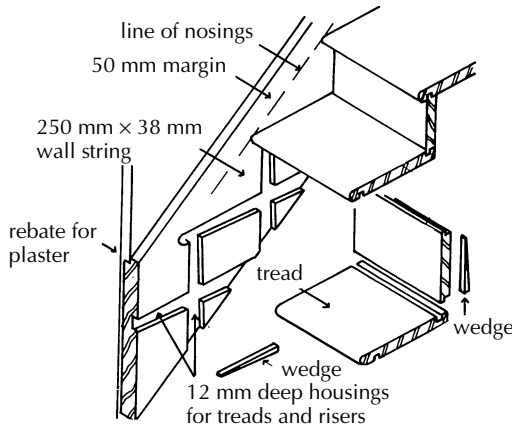 line of nosings
50 mm margin
250 mm × 38 mm
wall string
rebate for
plaster
tread
wedge
wedge
12 mm deep housings
for treads and risers